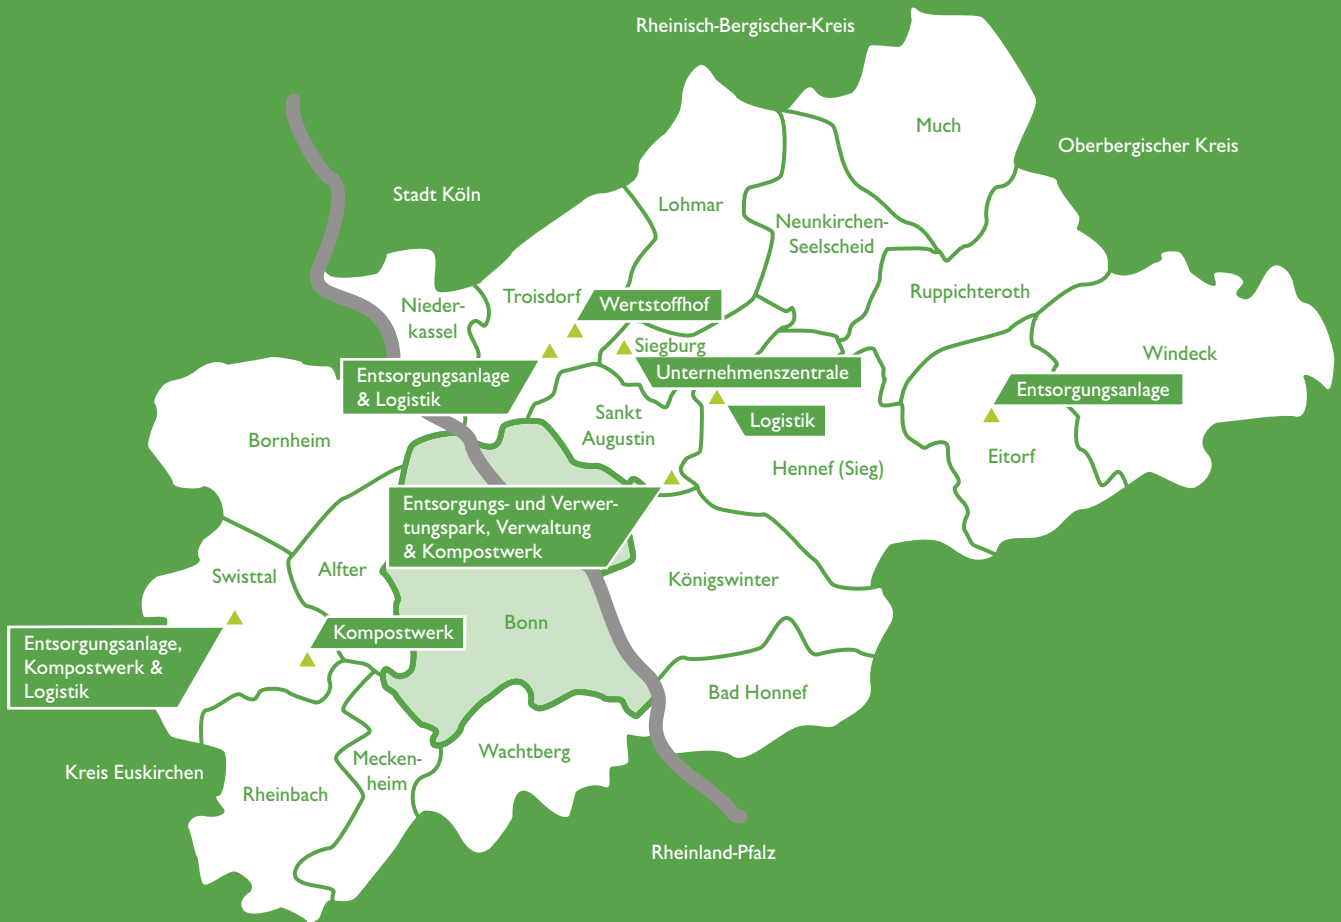 Rheinisch-Bergischer-Kreis
Much
Oberbergischer Kreis
Stadt Köln
Lohmar
Neunkirchen-
Seelscheid
Ruppichteroth
Nieder-
kassel
Troisdorf
Wertstoffhof
Siegburg
Windeck
Entsorgungsanlage
& Logistik
Unternehmenszentrale
Entsorgungsanlage
Sankt
Augustin
Logistik
Bornheim
Hennef (Sieg)
Eitorf
Entsorgungs- und Verwer-
tungspark, Verwaltung
& Kompostwerk
Swisttal
Alfter
Königswinter
Bonn
Kompostwerk
Entsorgungsanlage,
Kompostwerk &
Logistik
Bad Honnef
Kreis Euskirchen
Rheinbach
Mecken-
heim
Wachtberg
Rheinland-Pfalz